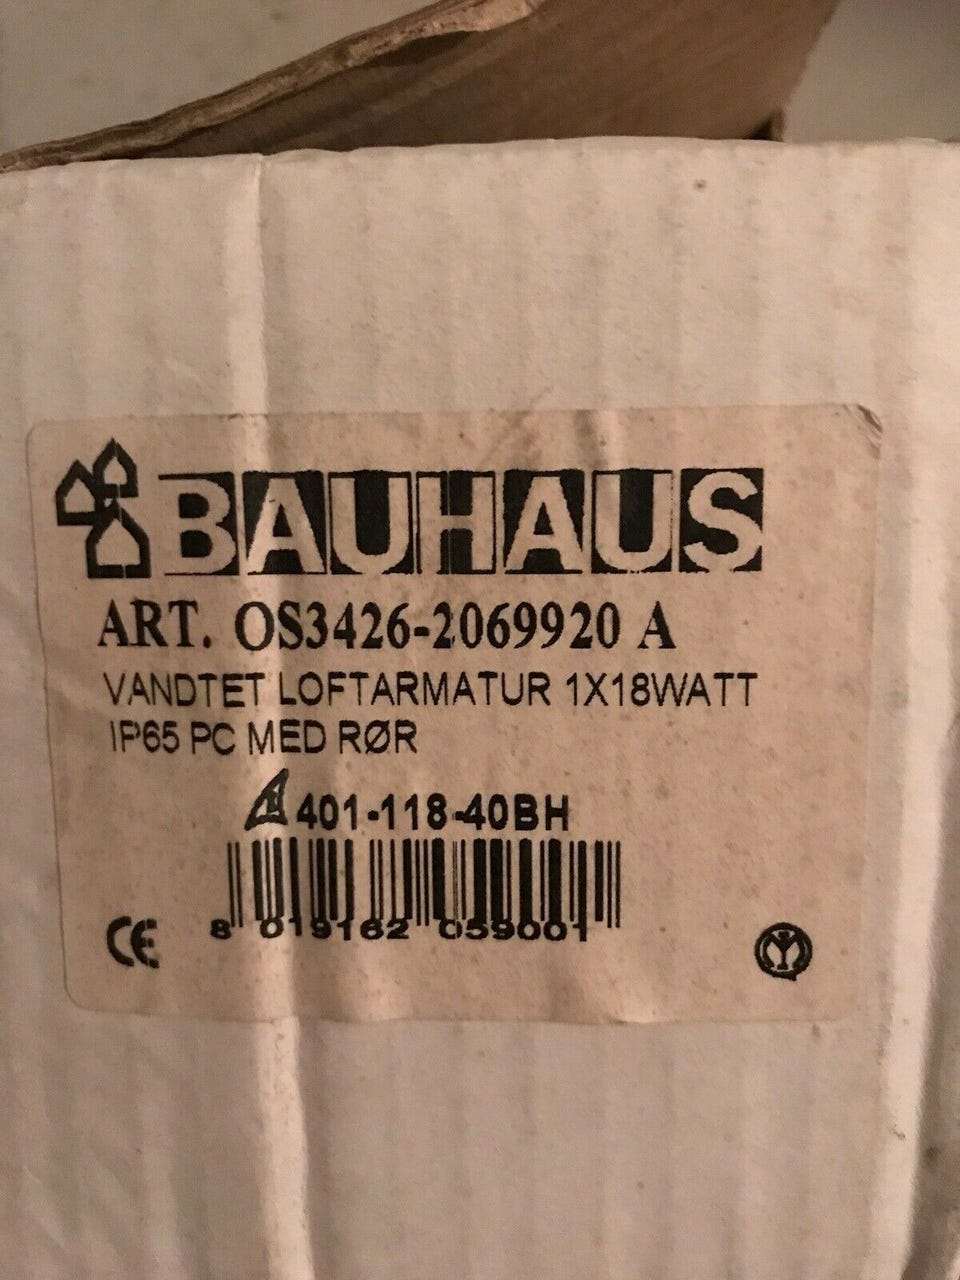 BAUHAUS
ART. OS3426-2069920 A
VANDTET LOFTARMATUR 1X18WATT
IP65 PC MED RØR
401-118-40BH
8 019162 059001
CE